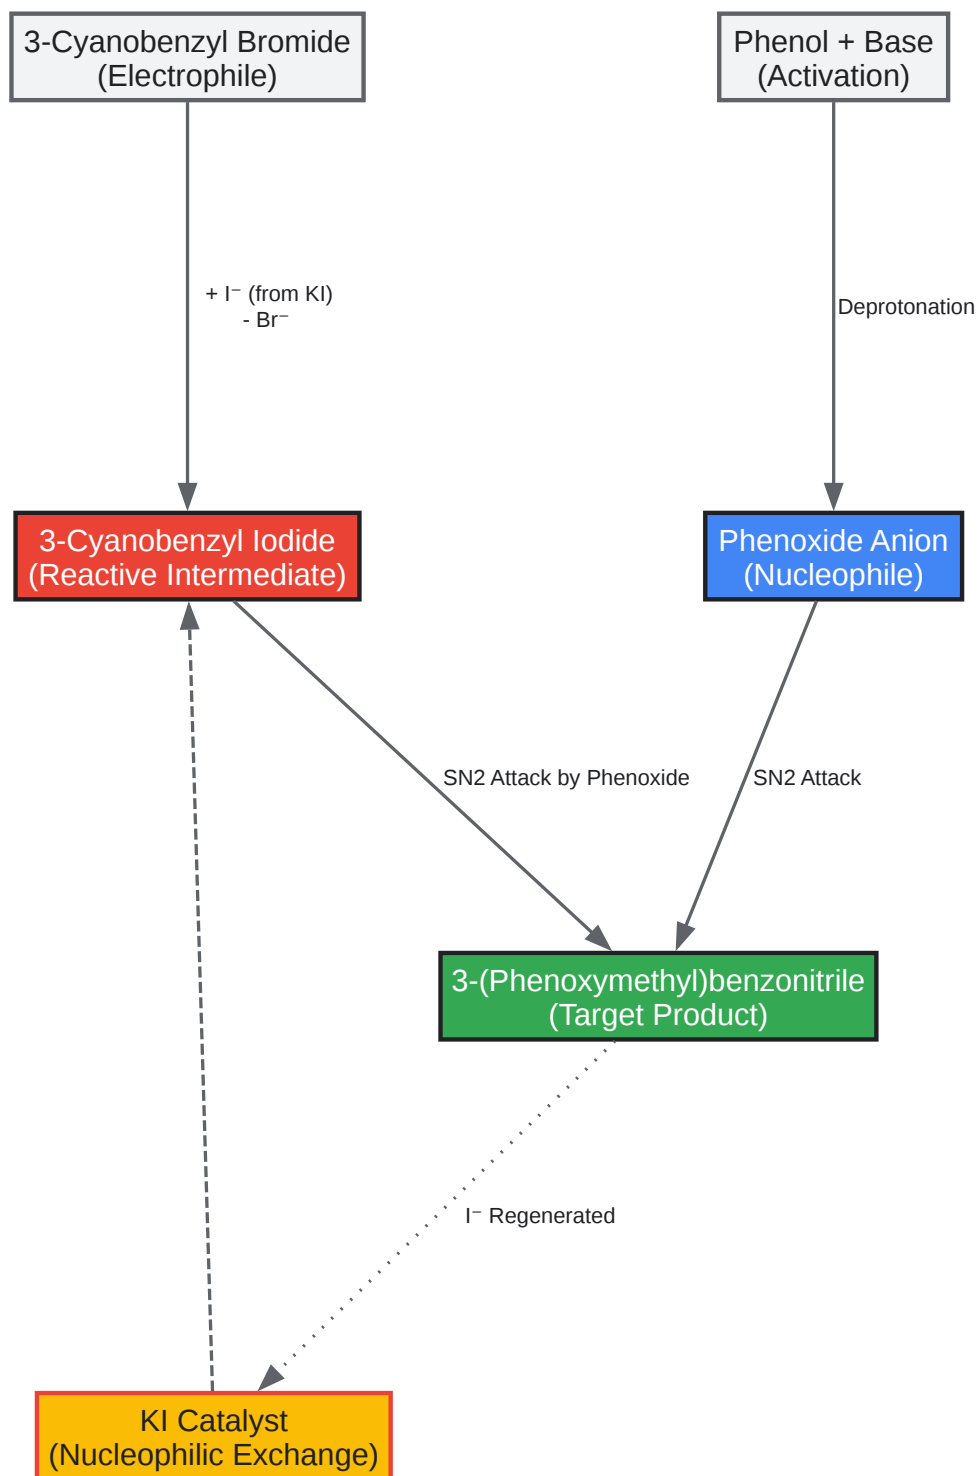 3-Cyanobenzyl Bromide
(Electrophile)
Phenol + Base
(Activation)
+ I⁻ (from KI)
- Br⁻
Deprotonation
3-Cyanobenzyl Iodide
(Reactive Intermediate)
Phenoxide Anion
(Nucleophile)
SN2 Attack by Phenoxide
SN2 Attack
3-(Phenoxymethyl)benzonitrile
(Target Product)
I⁻ Regenerated
KI Catalyst
(Nucleophilic Exchange)